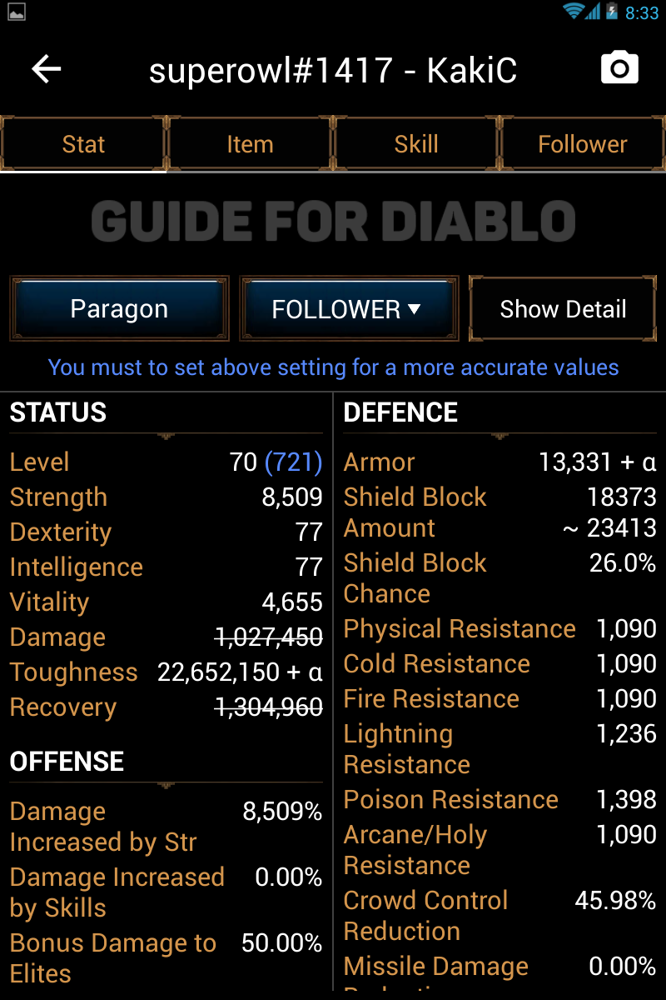 8:33
superowl#1417 - KakiC
Stat
Item
Skill
Follower
GUIDE FOR DIABLO
Paragon
FOLLOWER ▼
Show Detail
You must to set above setting for a more accurate values
STATUS
Level 70 (721)
Strength 8,509
Dexterity 77
Intelligence 77
Vitality 4,655
Damage 1,027,450
Toughness 22,652,150 + α
Recovery 1,304,960
OFFENSE
Damage 8,509%
Increased by Str
Damage Increased 0.00%
by Skills
Bonus Damage to 50.00%
Elites
DEFENCE
Armor 13,331 + α
Shield Block 18373
Amount ~ 23413
Shield Block 26.0%
Chance
Physical Resistance 1,090
Cold Resistance 1,090
Fire Resistance 1,090
Lightning 1,236
Resistance
Poison Resistance 1,398
Arcane/Holy 1,090
Resistance
Crowd Control 45.98%
Reduction
Missile Damage 0.00%